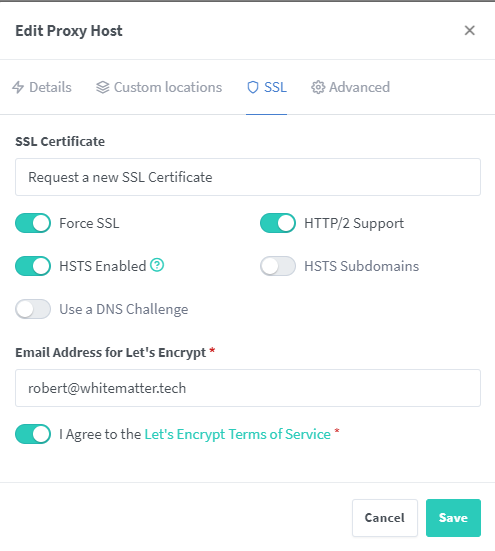 Edit Proxy Host
Details Custom locations SSL Advanced
SSL Certificate
Request a new SSL Certificate
Force SSL HTTP/2 Support
HSTS Enabled HSTS Subdomains
Use a DNS Challenge
Email Address for Let's Encrypt *
robert@whitematter.tech
I Agree to the Let's Encrypt Terms of Service *
Cancel Save